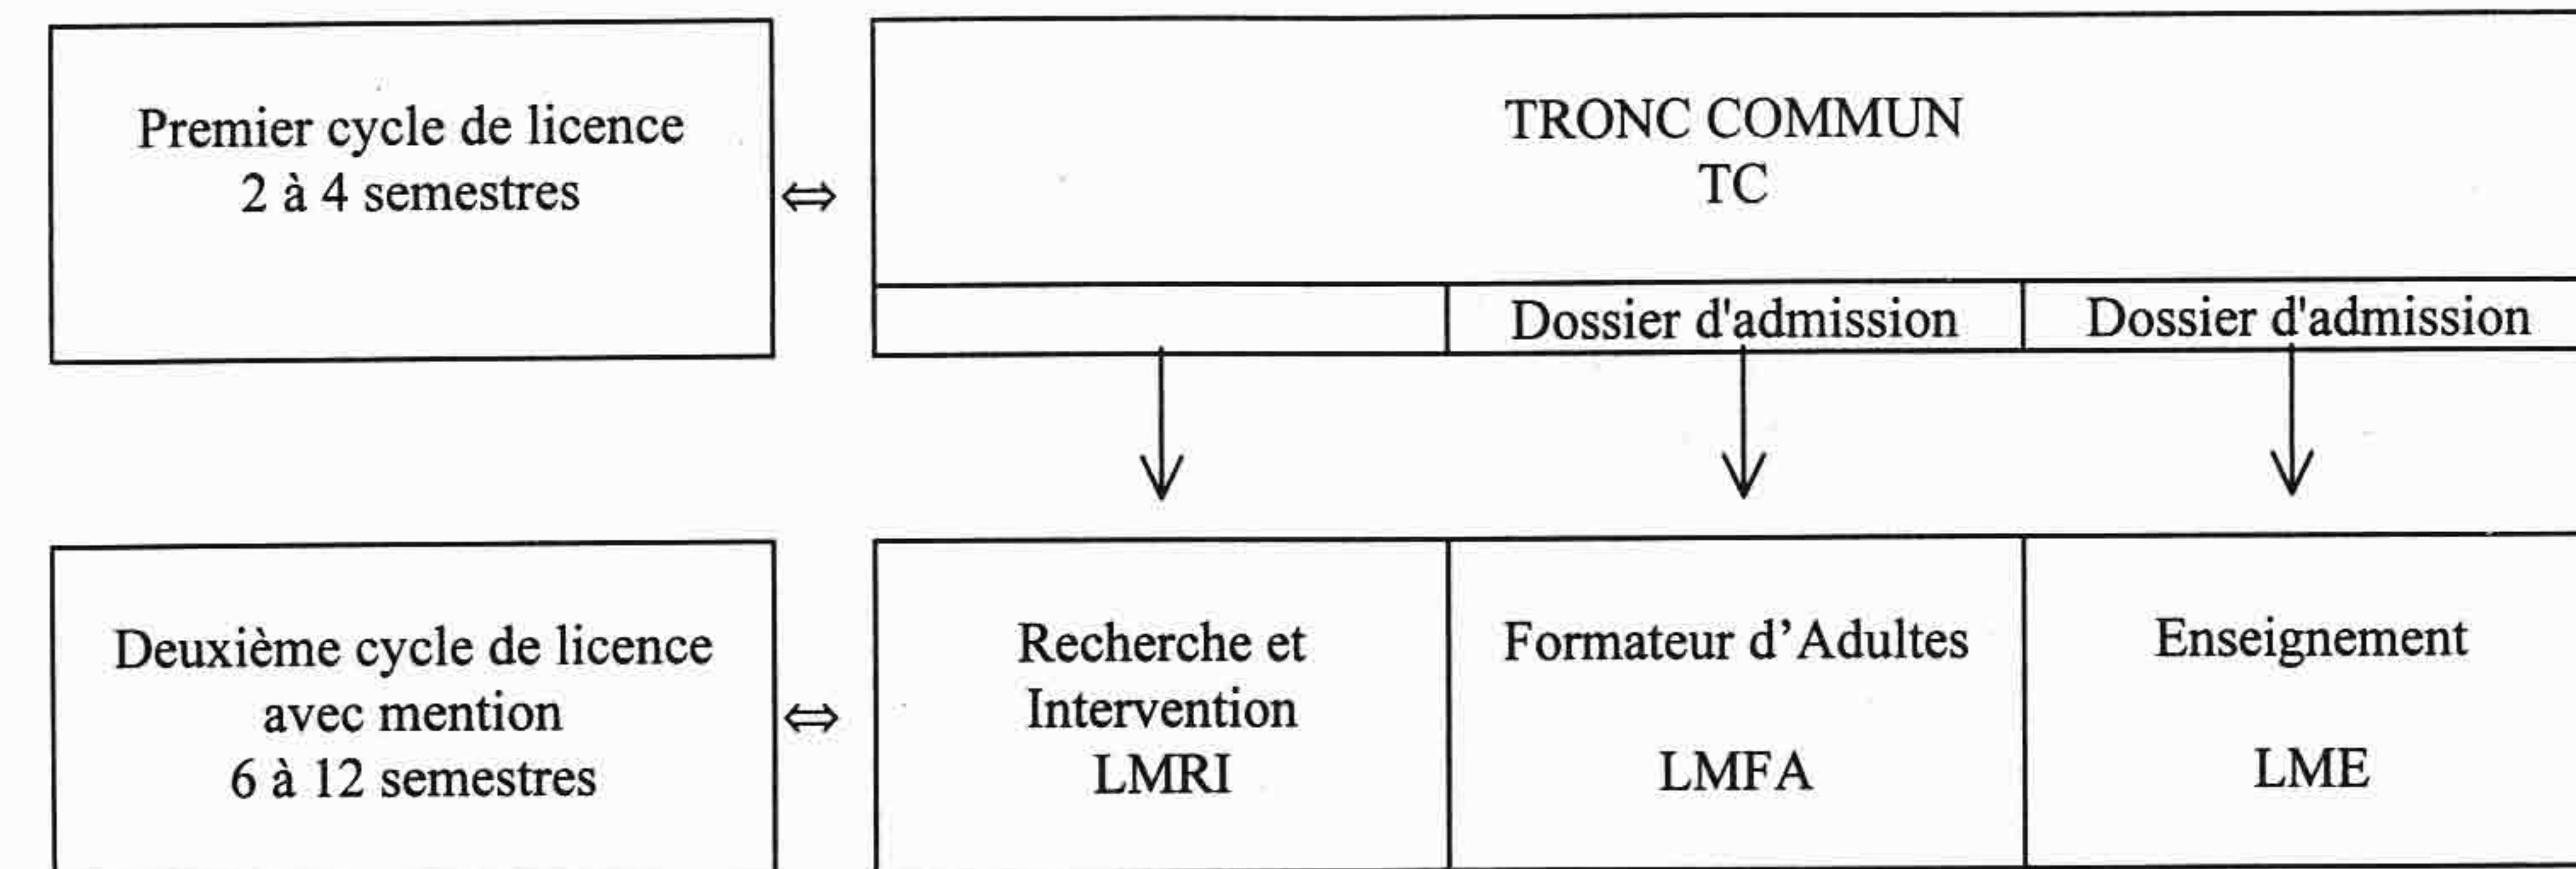 Premier cycle de licence
2 à 4 semestres
⇔
TRONC COMMUN
TC
Dossier d'admission
Dossier d'admission
Deuxième cycle de licence
avec mention
6 à 12 semestres
⇔
Recherche et
Intervention
LMRI
Formateur d’Adultes
LMFA
Enseignement
LME